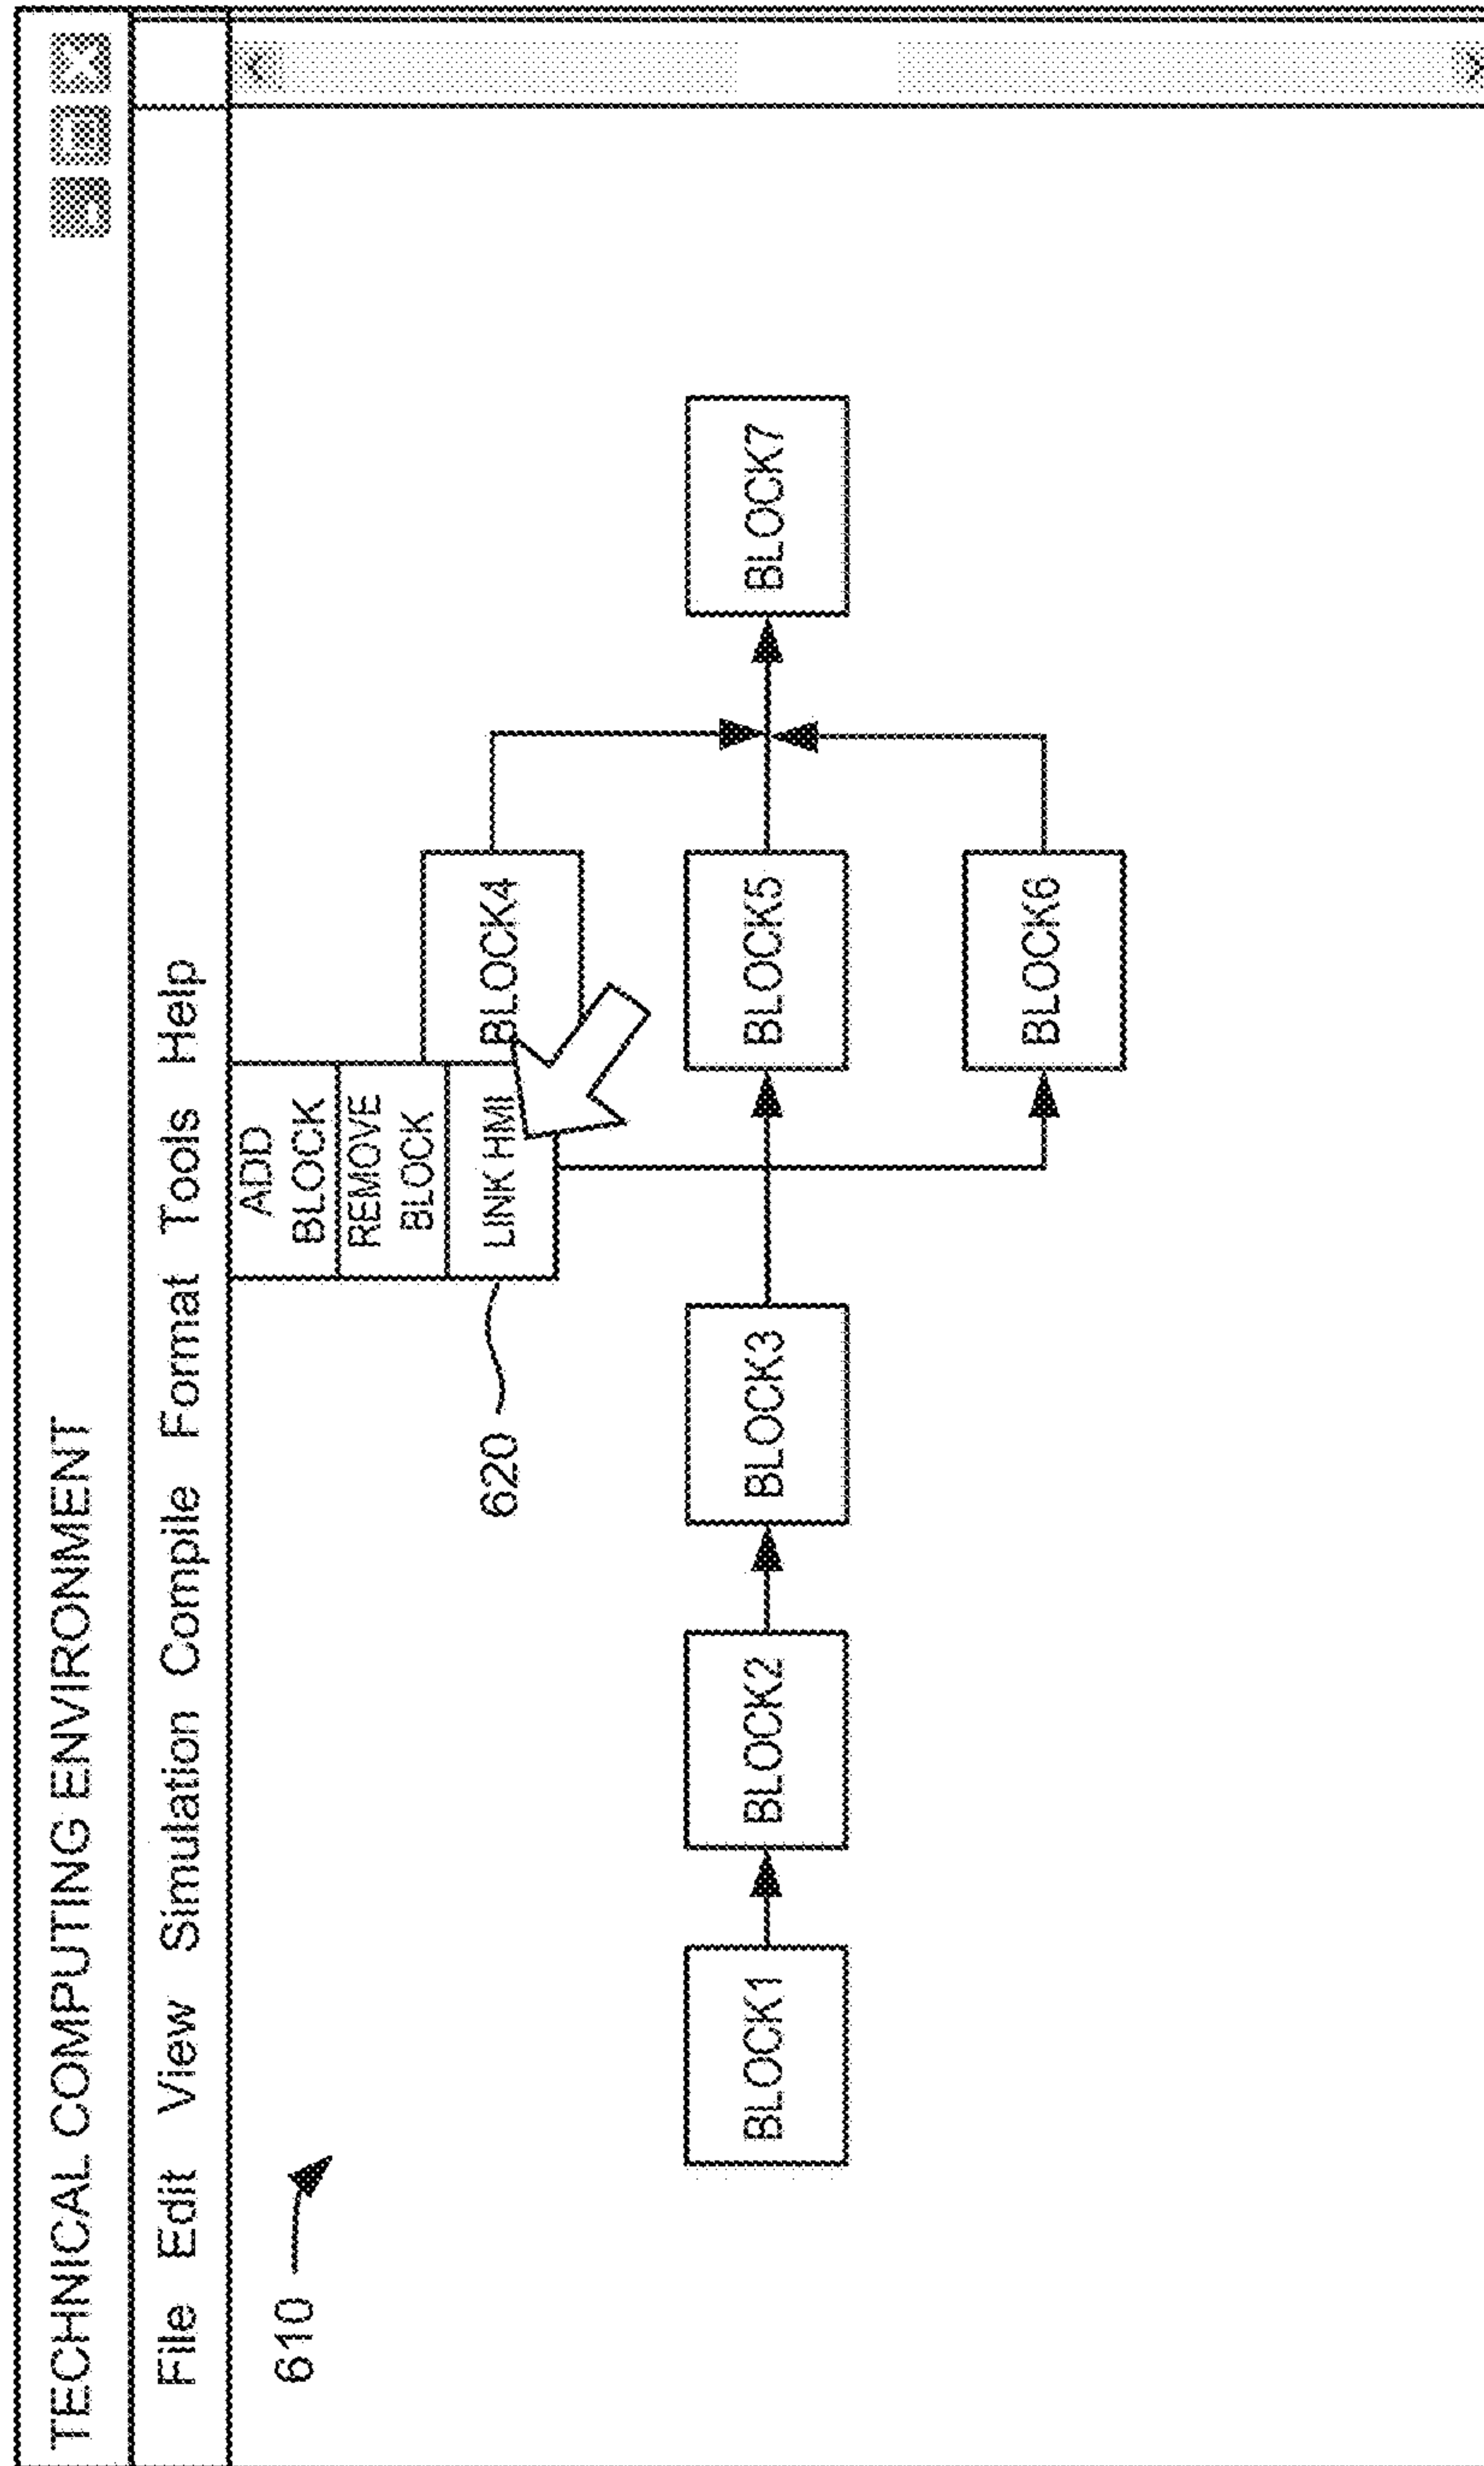 TECHNICAL COMPUTING ENVIRONMENT
File Edit View Simulation Compile Format Tools Help
610
ADD
BLOCK
REMOVE
BLOCK
LINK HMI
620
BLOCK4
BLOCK1
BLOCK2
BLOCK3
BLOCK5
BLOCK7
BLOCK6